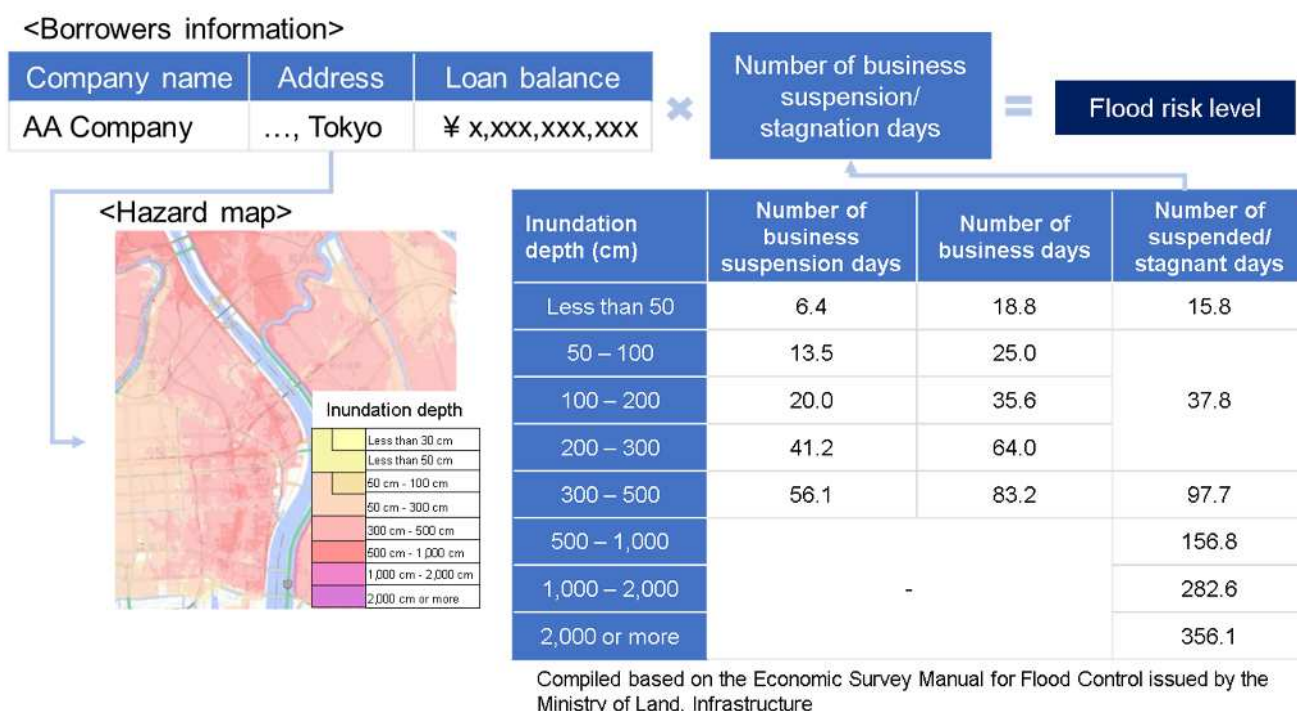 <Borrowers information>
Company name Address Loan balance
AA Company …, Tokyo ¥ x,xxx,xxx,xxx
×
Number of business
suspension/
stagnation days
=
Flood risk level
<Hazard map>
Inundation depth
Less than 30 cm
Less than 50 cm
50 cm - 100 cm
50 cm - 300 cm
300 cm - 500 cm
500 cm - 1,000 cm
1,000 cm - 2,000 cm
2,000 cm or more
Inundation
depth (cm)
Number of
business
suspension days
Number of
business days
Number of
suspended/
stagnant days
Less than 50 6.4 18.8 15.8
50 – 100 13.5 25.0
100 – 200 20.0 35.6 37.8
200 – 300 41.2 64.0
300 – 500 56.1 83.2 97.7
500 – 1,000 156.8
1,000 – 2,000 - 282.6
2,000 or more 356.1
Compiled based on the Economic Survey Manual for Flood Control issued by the
Ministry of Land, Infrastructure